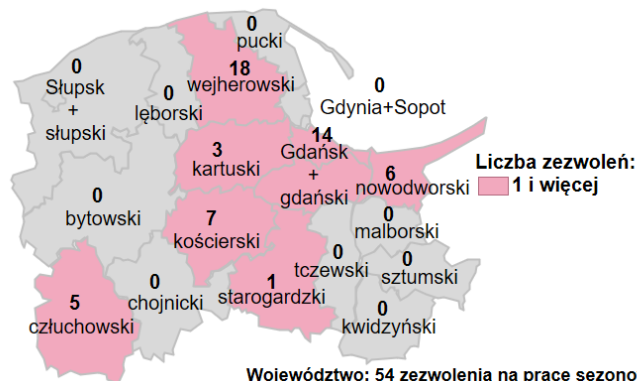 0
pucki
0
Słupsk
+
słupski
0
lęborski
18
wejherowski
0
Gdynia+Sopot
3
kartuski
14
Gdańsk
+
gdański
6
nowodworski
Liczba zezwoleń:
1 i więcej
0
bytowski
7
kościerski
0
malborski
0
tczewski
0
sztumski
5
człuchowski
0
chojnicki
1
starogardzki
0
kwidzyński
Województwo: 54 zezwolenia na pracę sezono